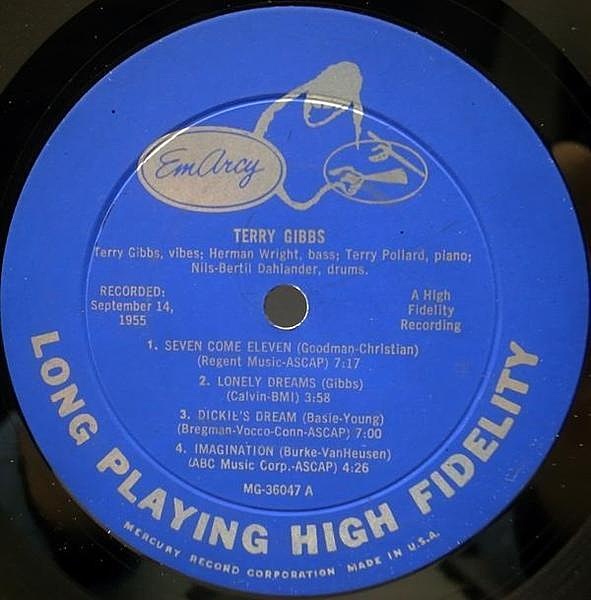 EmArcy
TERRY GIBBS
Terry Gibbs, vibes; Herman Wright, bass; Terry Pollard, piano;
Nils-Bertil Dahlander, drums.
RECORDED:
September 14,
1955
A High
Fidelity
Recording
1. SEVEN COME ELEVEN (Goodman-Christian)
(Regent Music-ASCAP) 7:17
2. LONELY DREAMS (Gibbs)
(Calvin-BMI) 3:58
3. DICKIE'S DREAM (Basie-Young)
(Bregman-Vocco-Conn-ASCAP) 7:00
4. IMAGINATION (Burke-VanHeusen)
(ABC Music Corp.-ASCAP) 4:26
MG-36047 A
LONG PLAYING HIGH FIDELITY
MERCURY RECORD CORPORATION MADE IN U.S.A.